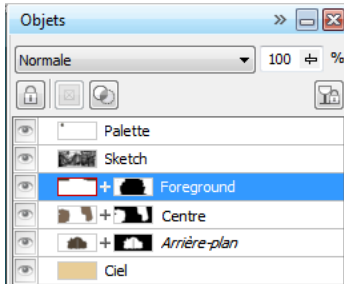 Objets
Normale 100 %
Palette
Sketch
Foreground
Centre
Arrière-plan
Ciel